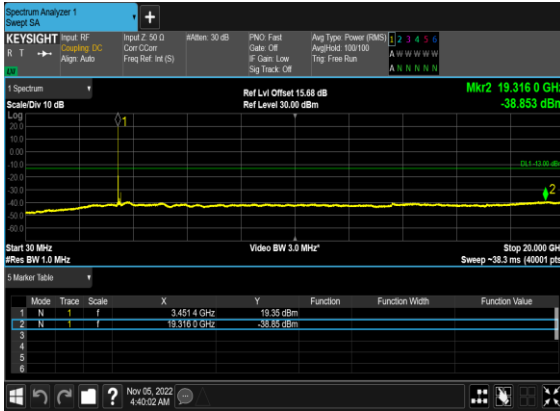 Spectrum Analyzer 1
Swept SA
+
KEYSIGHT
R T
Input: RF
Coupling: DC
Align: Auto
Input Z: 50 Ω
Corr CCorr
Freq Ref: Int (S)
#Atten: 30 dB
PNO: Fast
Gate: Off
IF Gain: Low
Sig Track: Off
Avg Type: Power (RMS)
Avg|Hold: 100/100
Trig: Free Run
1 2 3 4 5 6
A W W W W W
A N N N N N
1 Spectrum
Scale/Div 10 dB
Ref Lvl Offset 15.68 dB
Ref Level 30.00 dBm
Mkr2 19.316 0 GHz
-38.853 dBm
Log
20.0
10.0
0.00
-10.0
-20.0
-30.0
-40.0
-50.0
-60.0
1
DL1 -13.00 dBm
2
Start 30 MHz
#Res BW 1.0 MHz
Video BW 3.0 MHz*
Stop 20.000 GHz
Sweep ~38.3 ms (40001 pts)
5 Marker Table
Mode Trace Scale X Y Function Function Width Function Value
1 N 1 f 3.451 4 GHz 19.35 dBm
2 N 1 f 19.316 0 GHz -38.85 dBm
3
4
5
6
?
Nov 05, 2022
4:40:02 AM